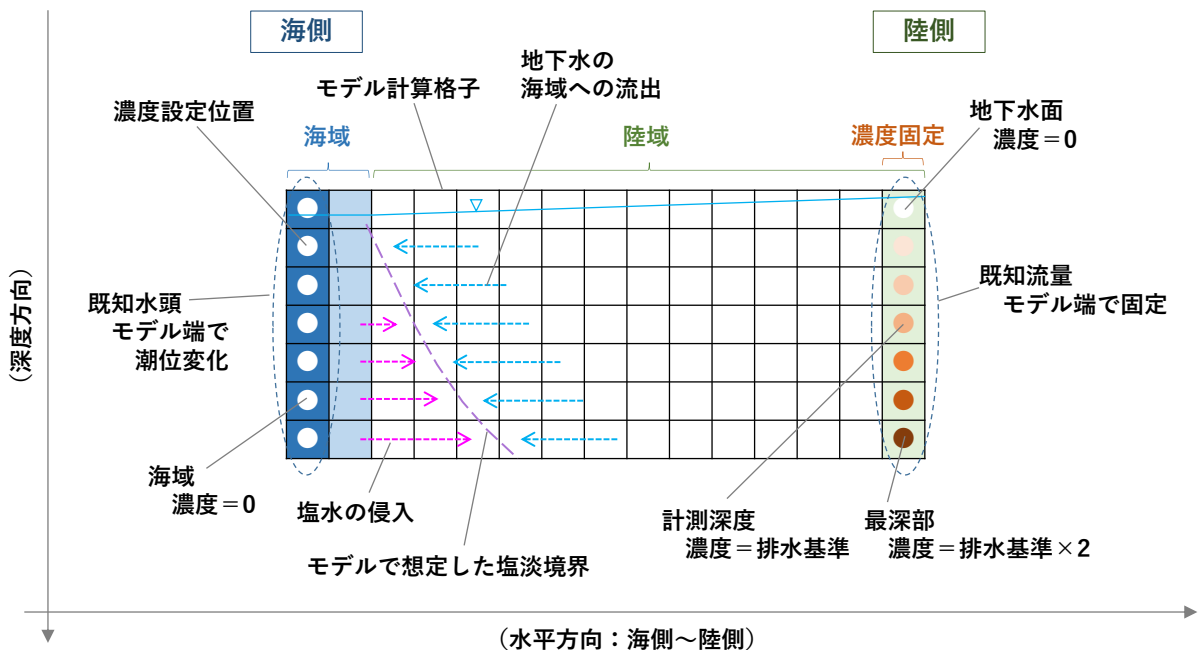 海側
陸側
地下水の
海域への流出
モデル計算格子
濃度設定位置
地下水面
濃度＝0
海域
陸域
濃度固定
▽
（深度方向）
既知水頭
モデル端で
潮位変化
既知流量
モデル端で固定
海域
濃度＝0
塩水の侵入
モデルで想定した塩淡境界
計測深度
濃度＝排水基準
最深部
濃度＝排水基準×2
（水平方向：海側～陸側）